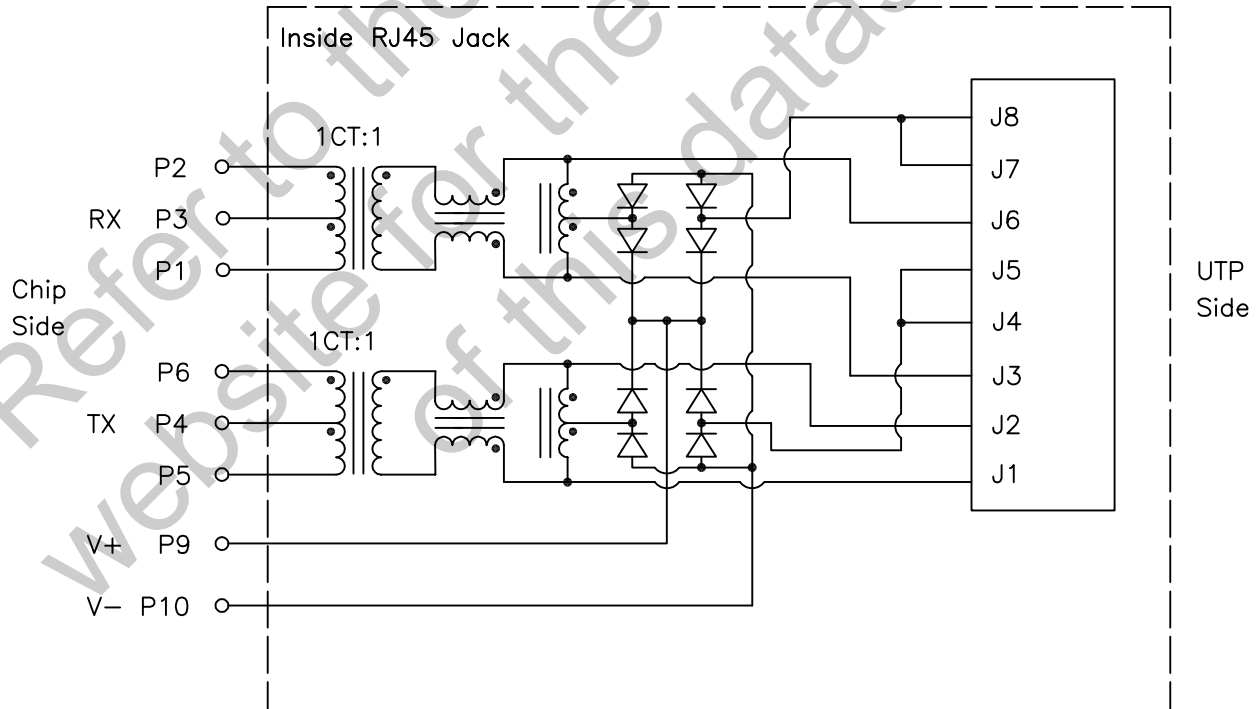 Inside RJ45 Jack
1CT:1
P2
RX P3
P1
Chip
Side
1CT:1
P6
TX P4
P5
V+ P9
V- P10
J8
J7
J6
J5
J4
J3
J2
J1
UTP
Side
Refer to the
website for the
of this datas